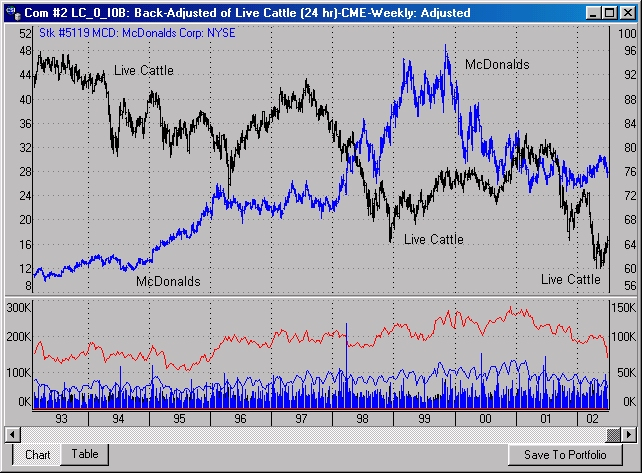 Com #2 LC_0_I0B: Back-Adjusted of Live Cattle (24 hr)-CME-Weekly: Adjusted
Stk #5119 MCD: McDonalds Corp: NYSE
52 100
48 96
44 92
40 88
36 84
32 80
28 76
24 72
20 68
16 64
12 60
8 56
Live Cattle
McDonalds
Live Cattle
McDonalds
Live Cattle
300K 150K
200K 100K
100K 50K
0K 0K
93 94 95 96 97 98 99 00 01 02
Chart Table Save To Portfolio